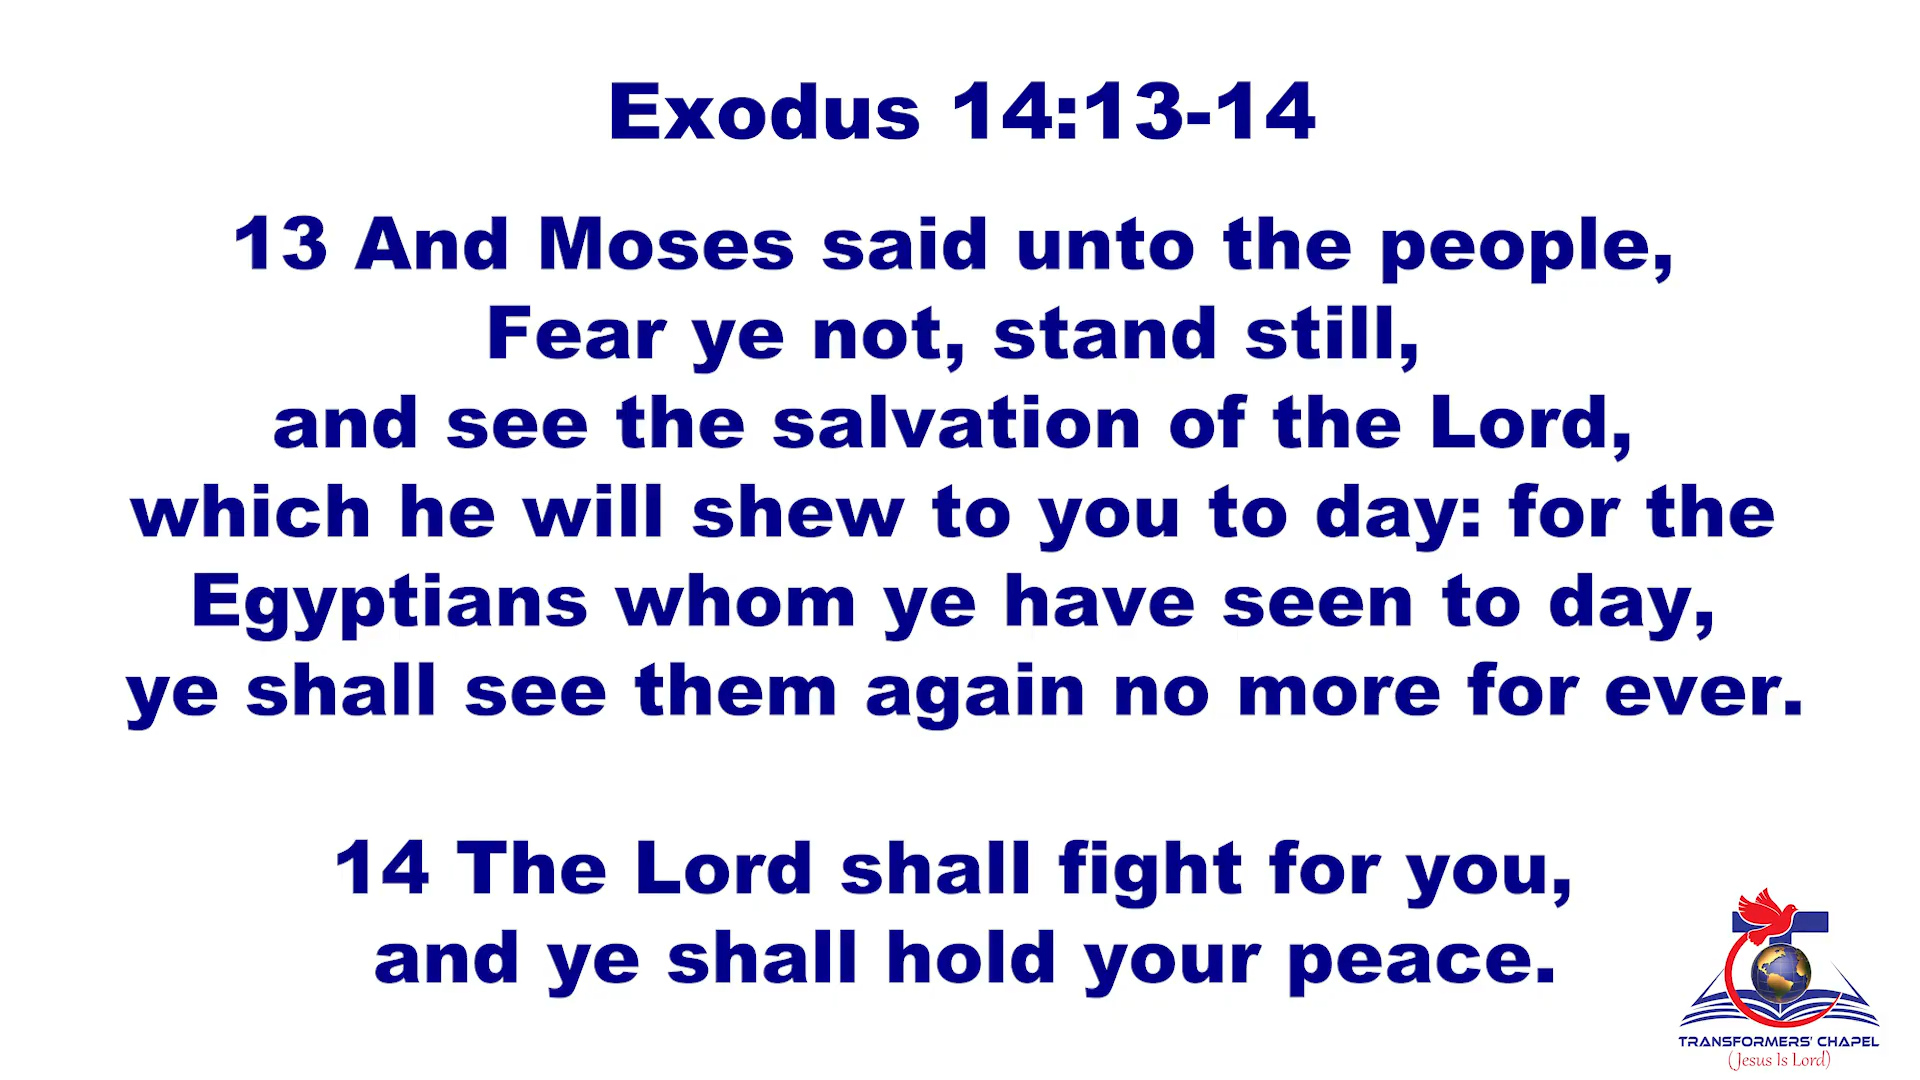 Exodus 14:13-14
13 And Moses said unto the people,
Fear ye not, stand still,
and see the salvation of the Lord,
which he will shew to you to day: for the
Egyptians whom ye have seen to day,
ye shall see them again no more for ever.
14 The Lord shall fight for you,
and ye shall hold your peace.
TRANSFORMERS' CHAPEL
(Jesus Is Lord)